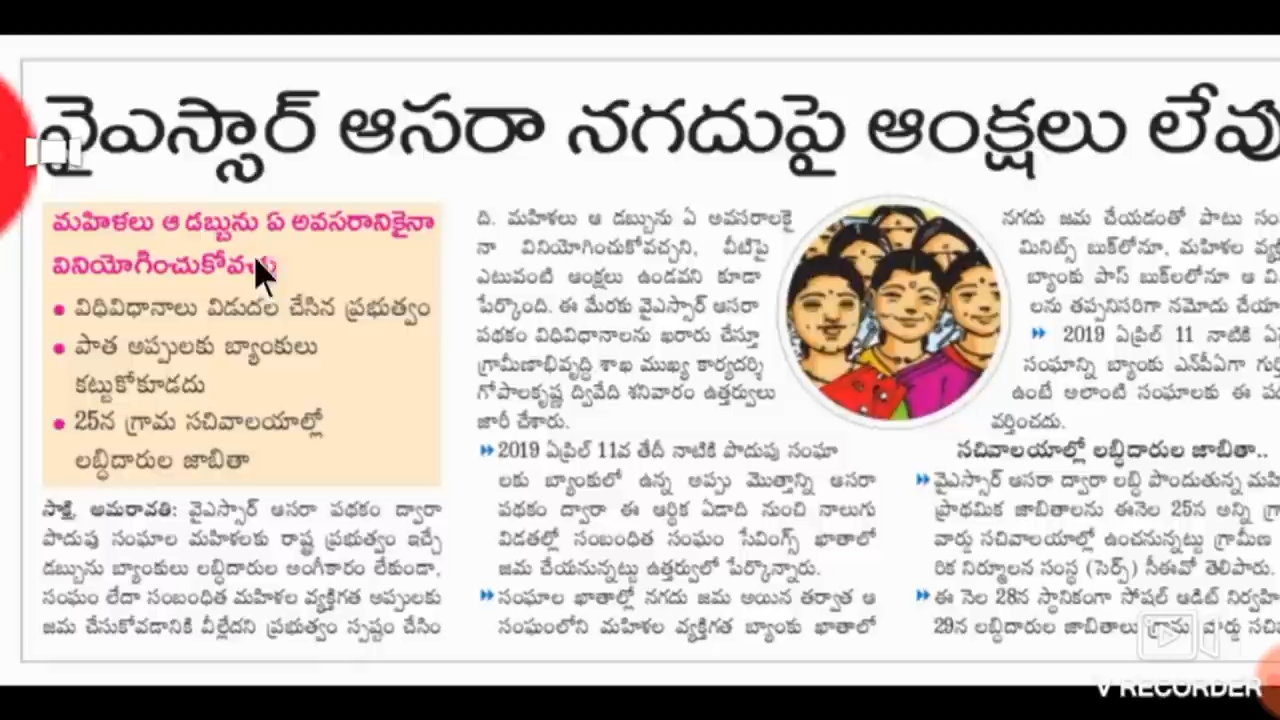 వైఎస్సార్ ఆసరా నగదుపై ఆంక్షలు లేవు
మహిళలు ఆ డబ్బును ఏ అవసరానికైనా
వినియోగించుకోవచ్చు
• విధివిధానాలు విడుదల చేసిన ప్రభుత్వం
• పాత అప్పులకు బ్యాంకులు
కట్టుకోకూడదు
• 25న గ్రామ సచివాలయాల్లో
లబ్ధిదారుల జాబితా
సాక్షి, అమరావతి: వైఎస్సార్ ఆసరా పథకం ద్వారా
పొదుపు సంఘాల మహిళలకు రాష్ట్ర ప్రభుత్వం ఇచ్చే
డబ్బును బ్యాంకులు లబ్ధిదారుల అంగీకారం లేకుండా,
సంఘం లేదా సంబంధిత మహిళల వ్యక్తిగత అప్పులకు
జమ చేసుకోవడానికి వీల్లేదని ప్రభుత్వం స్పష్టం చేసిం
ది. మహిళలు ఆ డబ్బును ఏ అవసరాలకై
నా వినియోగించుకోవచ్చని, వీటిపై
ఎటువంటి ఆంక్షలు ఉండవని కూడా
పేర్కొంది. ఈ మేరకు వైఎస్సార్ ఆసరా
పథకం విధివిధానాలను ఖరారు చేస్తూ
గ్రామీణాభివృద్ధి శాఖ ముఖ్య కార్యదర్శి
గోపాలకృష్ణ ద్వివేది శనివారం ఉత్తర్వులు
జారీ చేశారు.
2019 ఏప్రిల్ 11వ తేదీ నాటికి పొదుపు సంఘా
లకు బ్యాంకులో ఉన్న అప్పు మొత్తాన్ని ఆసరా
పథకం ద్వారా ఈ ఆర్థిక ఏడాది నుంచి నాలుగు
విడతల్లో సంబంధిత సంఘం సేవింగ్స్ ఖాతాలో
జమ చేయనున్నట్టు ఉత్తర్వులో పేర్కొన్నారు.
సంఘాల ఖాతాల్లో నగదు జమ అయిన తర్వాత ఆ
సంఘంలోని మహిళల వ్యక్తిగత బ్యాంకు ఖాతాలో
నగదు జమ చేయడంతో పాటు
మినిట్స్ బుక్‌లోనూ, మహిళల
బ్యాంకు పాస్ బుక్‌లలోనూ ఆ
లను తప్పనిసరిగా నమోదు
2019 ఏప్రిల్ 11 నాటికి
సంఘాన్ని బ్యాంకు ఎన్‌పీఏగా
ఉంటే అలాంటి సంఘాలకు ఈ
వర్తించదు.
సచివాలయాల్లో లబ్ధిదారుల జాబితా..
వైఎస్సార్ ఆసరా ద్వారా లబ్ధి పొందుతున్న
ప్రాథమిక జాబితాలను ఈనెల 25న అన్ని
వార్డు సచివాలయాల్లో ఉంచనున్నట్టు గ్రామీణ
రిక నిర్మూలన సంస్థ (సెర్ప్) సీఈవో తెలిపారు.
ఈ నెల 28న స్థానికంగా సోషల్ ఆడిట్
29న లబ్ధిదారుల జాబితాలు గ్రామ వార్డు
V RECORDER